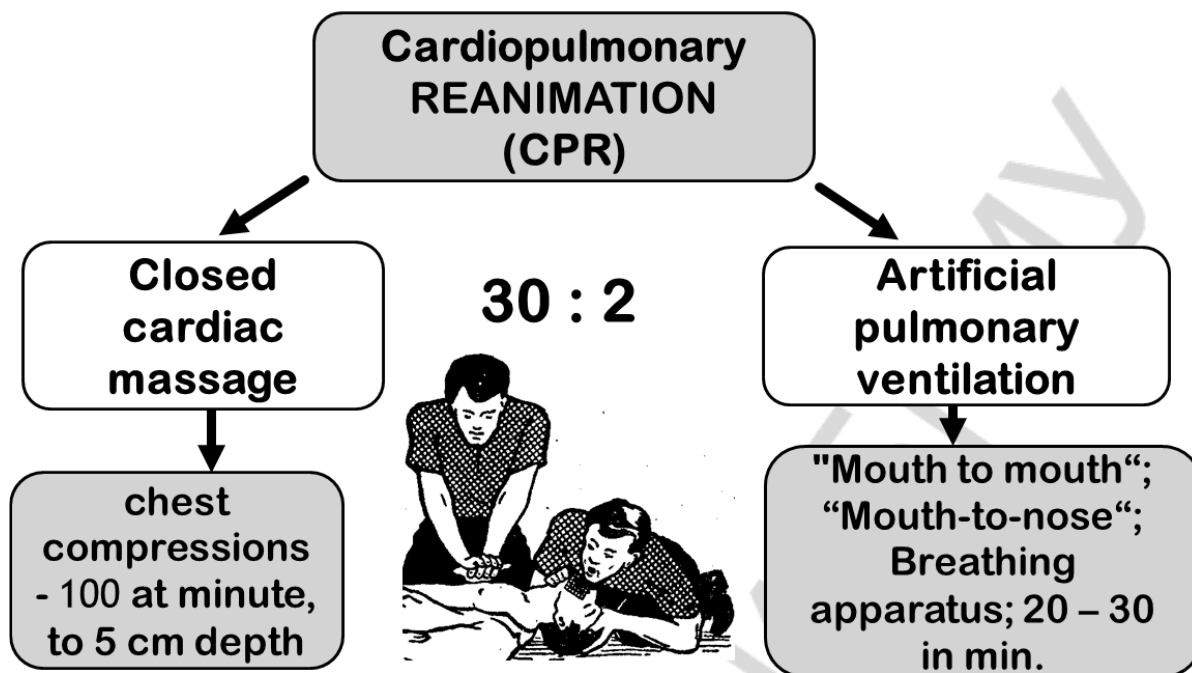 Cardiopulmonary
REANIMATION
(CPR)
Closed
cardiac
massage
30 : 2
Artificial
pulmonary
ventilation
chest
compressions
- 100 at minute,
to 5 cm depth
"Mouth to mouth“;
“Mouth-to-nose“;
Breathing
apparatus; 20 – 30
in min.